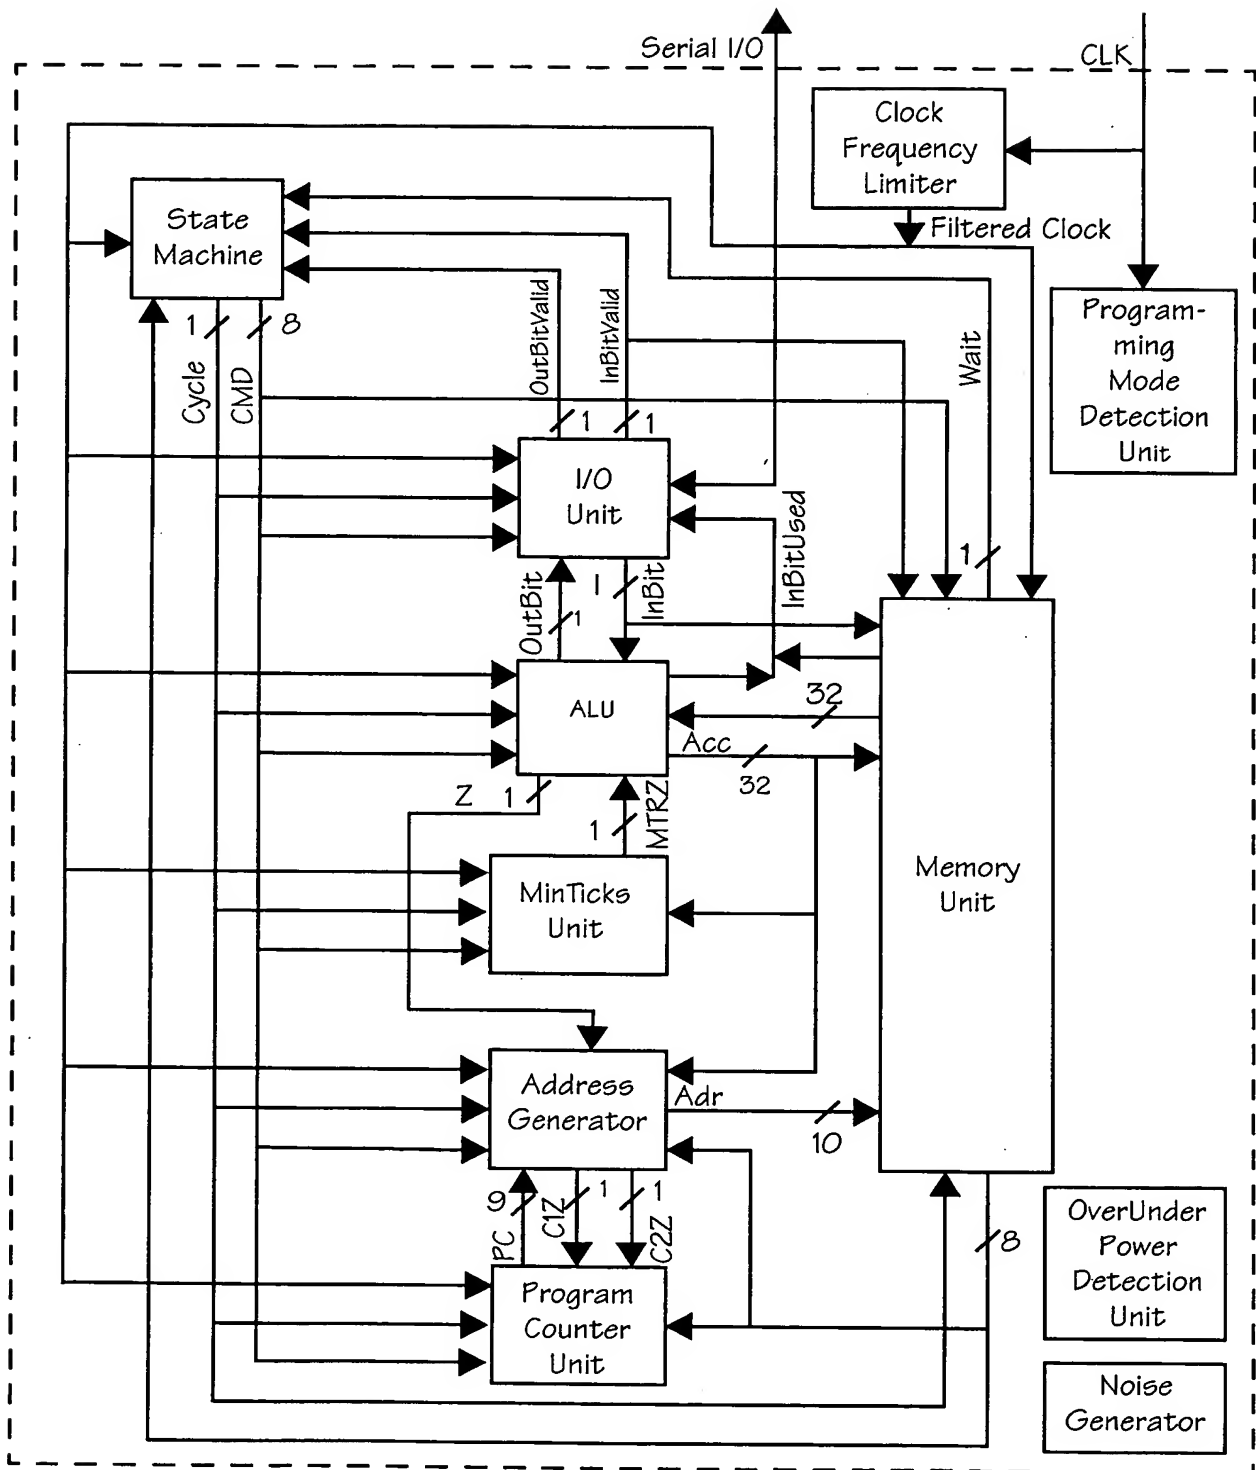 Serial I/O
CLK
Clock
Frequency
Limiter
Filtered Clock
State
Machine
Program-
ming
Mode
Detection
Unit
1
8
Cycle
CMD
OutBitValid
InBitValid
Wait
1
1
I/O
Unit
InBitUsed
1
OutBit
1
I
InBit
ALU
32
Acc
32
Z
1
1
MTRZ
MinTicks
Unit
Memory
Unit
Address
Generator
Adr
10
9
PC
C1Z
1
1
C2Z
8
Program
Counter
Unit
OverUnder
Power
Detection
Unit
Noise
Generator